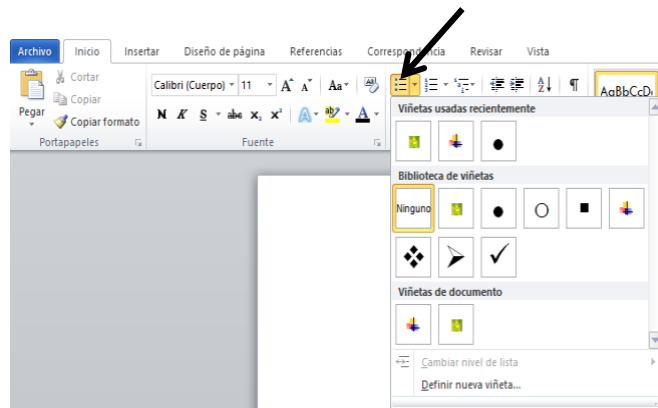 Archivo Inicio Insertar Diseño de página Referencias Correspondencia Revisar Vista
Cortar
Copiar
Copiar formato
Pegar
Portapapeles
Calibri (Cuerpo) 11 A A Aa
N K S abc x₂ x² A ab A
Fuente
AaBbCcD
Viñetas usadas recientemente
Biblioteca de viñetas
Ninguno
Viñetas de documento
Cambiar nivel de lista
Definir nueva viñeta...